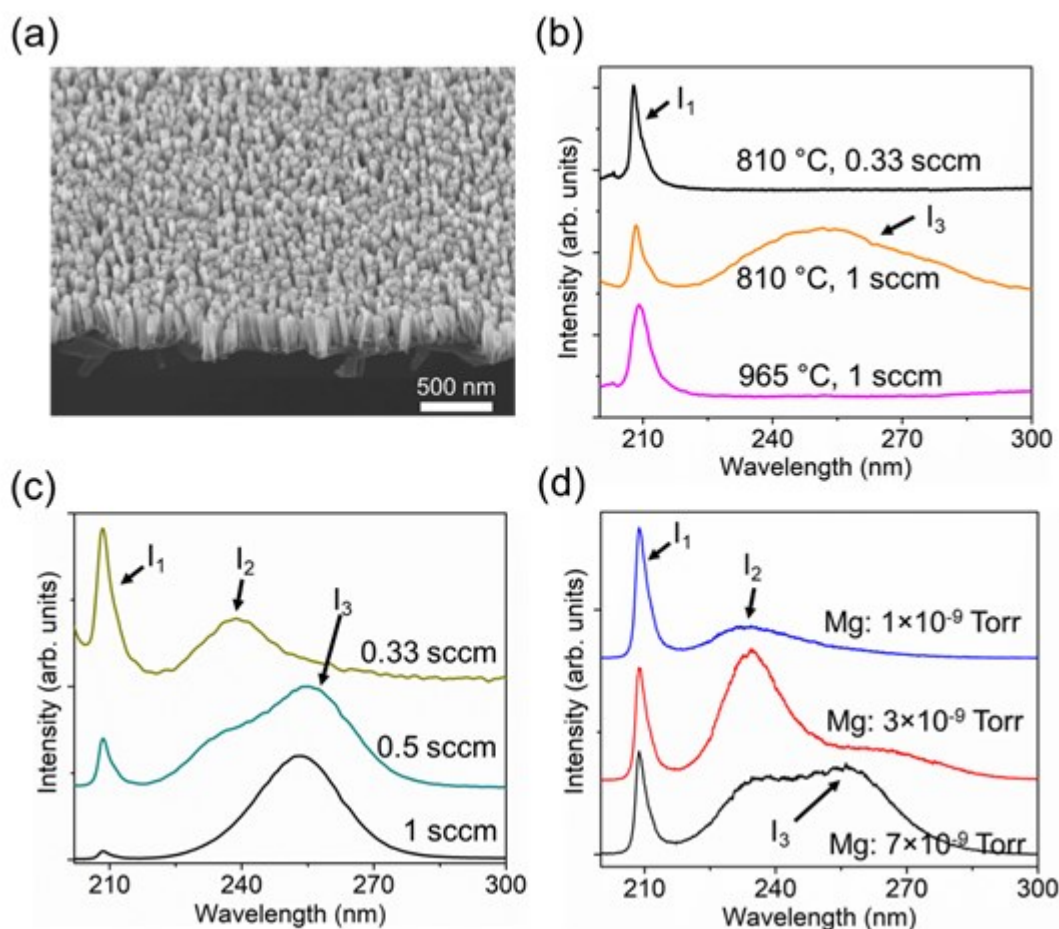 (a)
500 nm
(b)
I₁
810 °C, 0.33 sccm
I₃
810 °C, 1 sccm
965 °C, 1 sccm
Intensity (arb. units)
210 240 270 300
Wavelength (nm)
(c)
I₁
I₂
I₃
0.33 sccm
0.5 sccm
1 sccm
Intensity (arb. units)
210 240 270 300
Wavelength (nm)
(d)
I₁
I₂
Mg: 1×10⁻⁹ Torr
Mg: 3×10⁻⁹ Torr
I₃
Mg: 7×10⁻⁹ Torr
Intensity (arb. units)
210 240 270 300
Wavelength (nm)